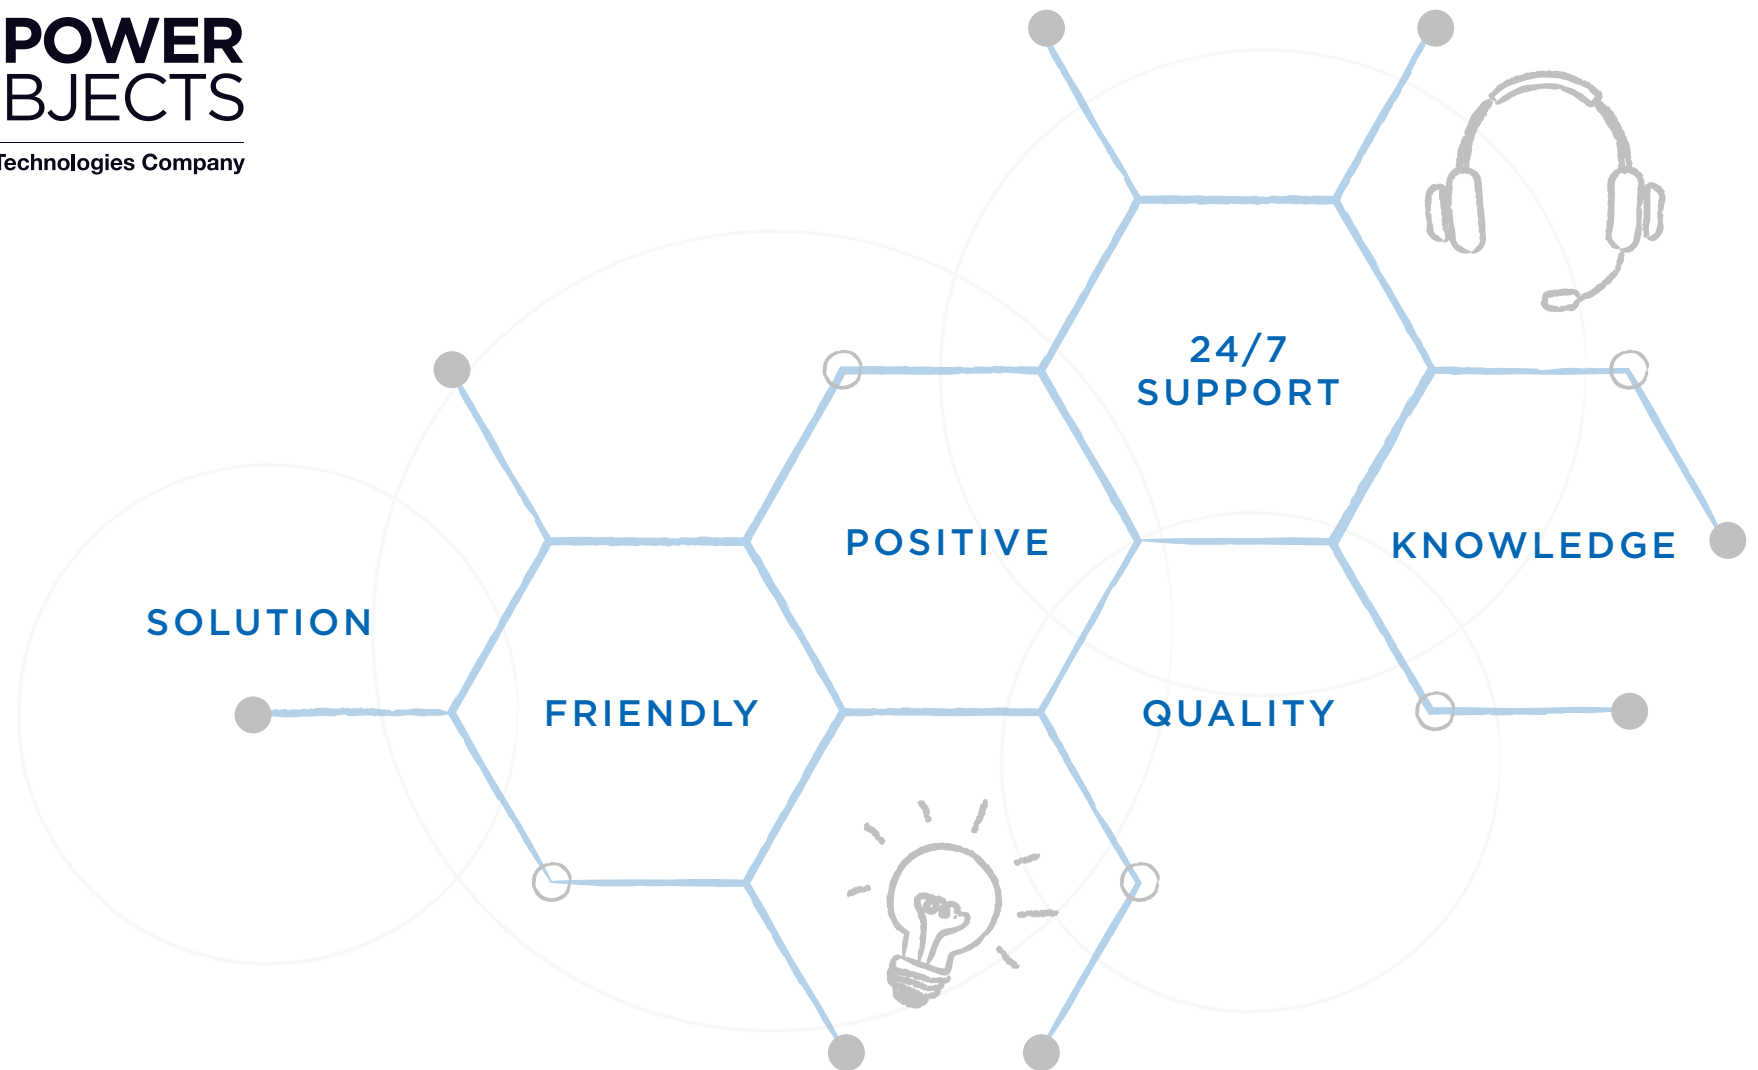 POWER
BJECTS
Technologies Company
24/7
SUPPORT
POSITIVE
KNOWLEDGE
SOLUTION
FRIENDLY
QUALITY